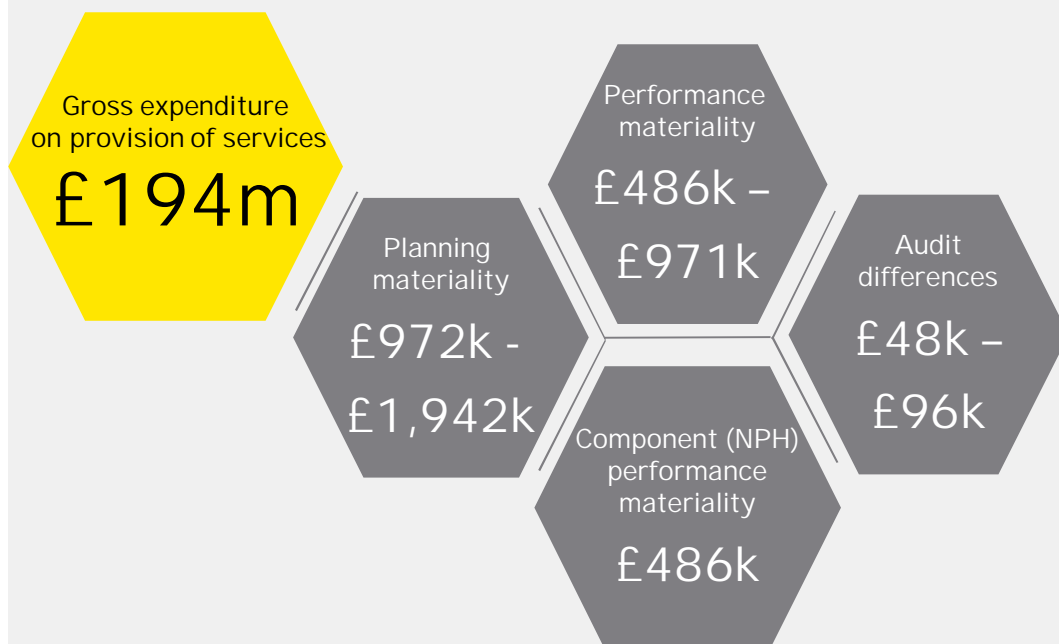 Gross expenditure
on provision of services
£194m
Planning
materiality
£972k -
£1,942k
Performance
materiality
£486k –
£971k
Component (NPH)
performance
materiality
£486k
Audit
differences
£48k –
£96k